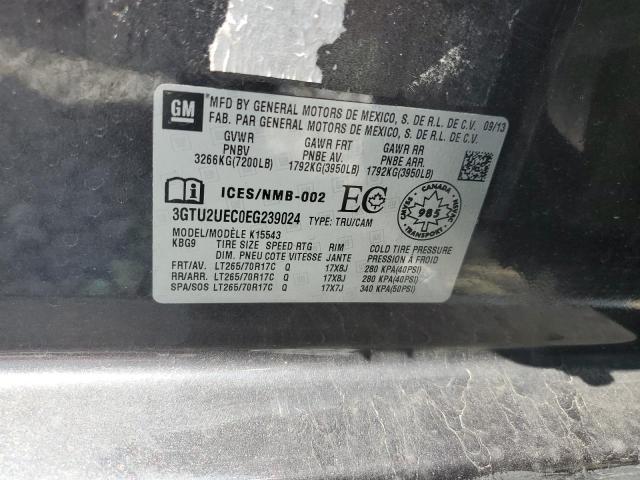 GM
MFD BY GENERAL MOTORS DE MEXICO, S. DE R.L. DE C.V. 09/13
FAB. PAR GENERAL MOTORS DE MEXICO, S. DE R.L. DE C.V.
GVWR GAWR FRT GAWR RR
PNBV PNBE AV. PNBE ARR.
3266KG(7200LB) 1792KG(3950LB) 1792KG(3950LB)
ICES/NMB-002 EC CANADA 985 TRANSPORT
3GTU2UEC0EG239024 TYPE: TRU/CAM
MODEL/MODÈLE K15543
KBG9 TIRE SIZE SPEED RTG RIM COLD TIRE PRESSURE
DIM. PNEU COTE VITESSE JANTE PRESSION À FROID
FRT/AV. LT265/70R17C Q 17X8J 280 KPA(40PSI)
RR/ARR. LT265/70R17C Q 17X8J 280 KPA(40PSI)
SPA/SOS LT265/70R17C Q 17X7J 340 KPA(50PSI)